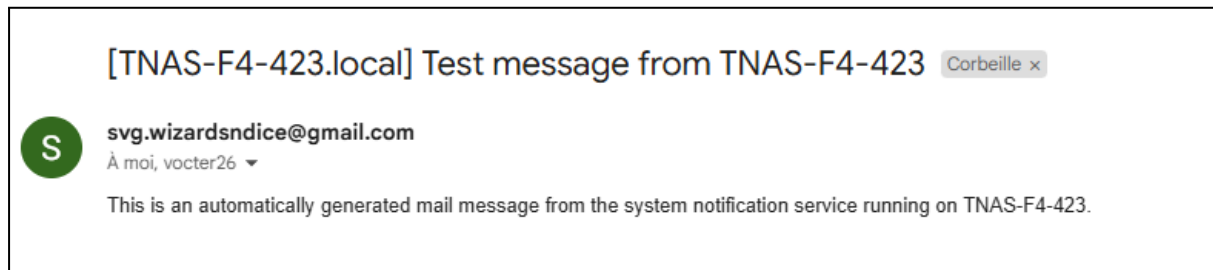 [TNAS-F4-423.local] Test message from TNAS-F4-423 Corbeille ×
S
svg.wizardsndice@gmail.com
À moi, vocter26
This is an automatically generated mail message from the system notification service running on TNAS-F4-423.